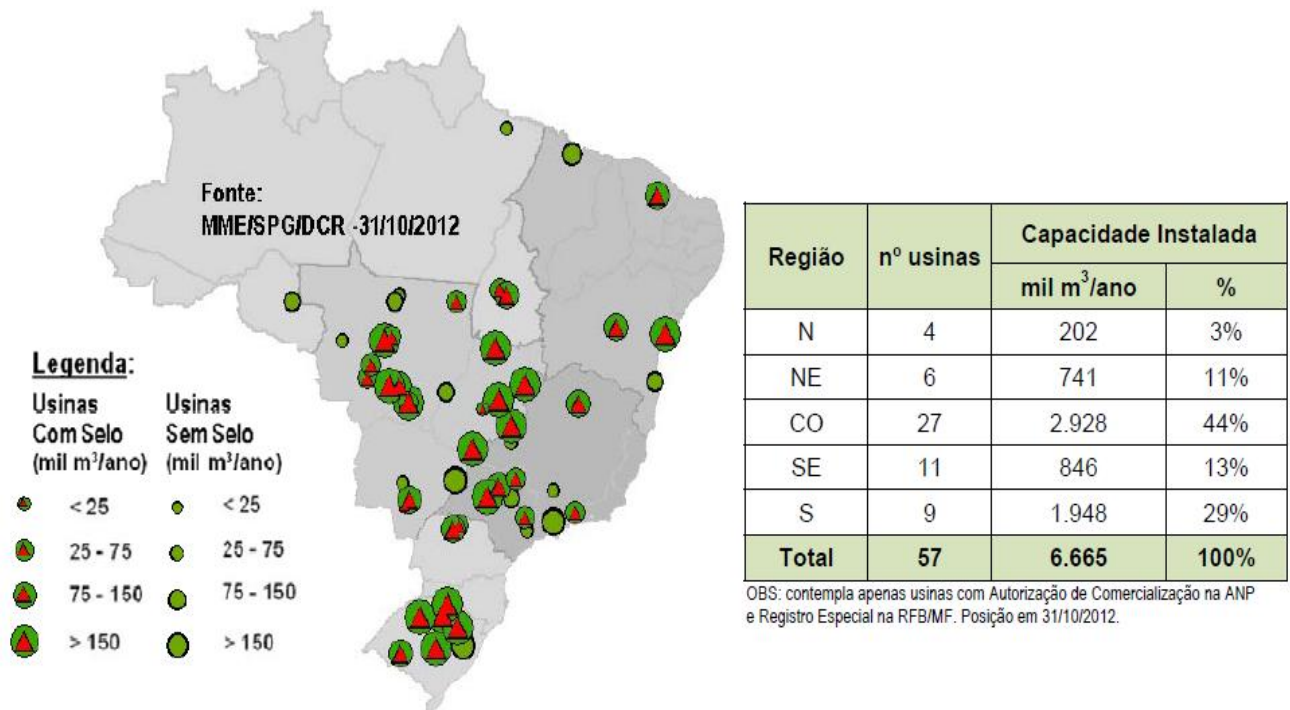 Fonte:
MME/SPG/DCR -31/10/2012
Legenda:
Usinas Com Selo (mil m³/ano)
Usinas Sem Selo (mil m³/ano)
< 25
< 25
25 - 75
25 - 75
75 - 150
75 - 150
> 150
> 150
Região nº usinas Capacidade Instalada
mil m³/ano %
N 4 202 3%
NE 6 741 11%
CO 27 2.928 44%
SE 11 846 13%
S 9 1.948 29%
Total 57 6.665 100%
OBS: contempla apenas usinas com Autorização de Comercialização na ANP
e Registro Especial na RFB/MF. Posição em 31/10/2012.